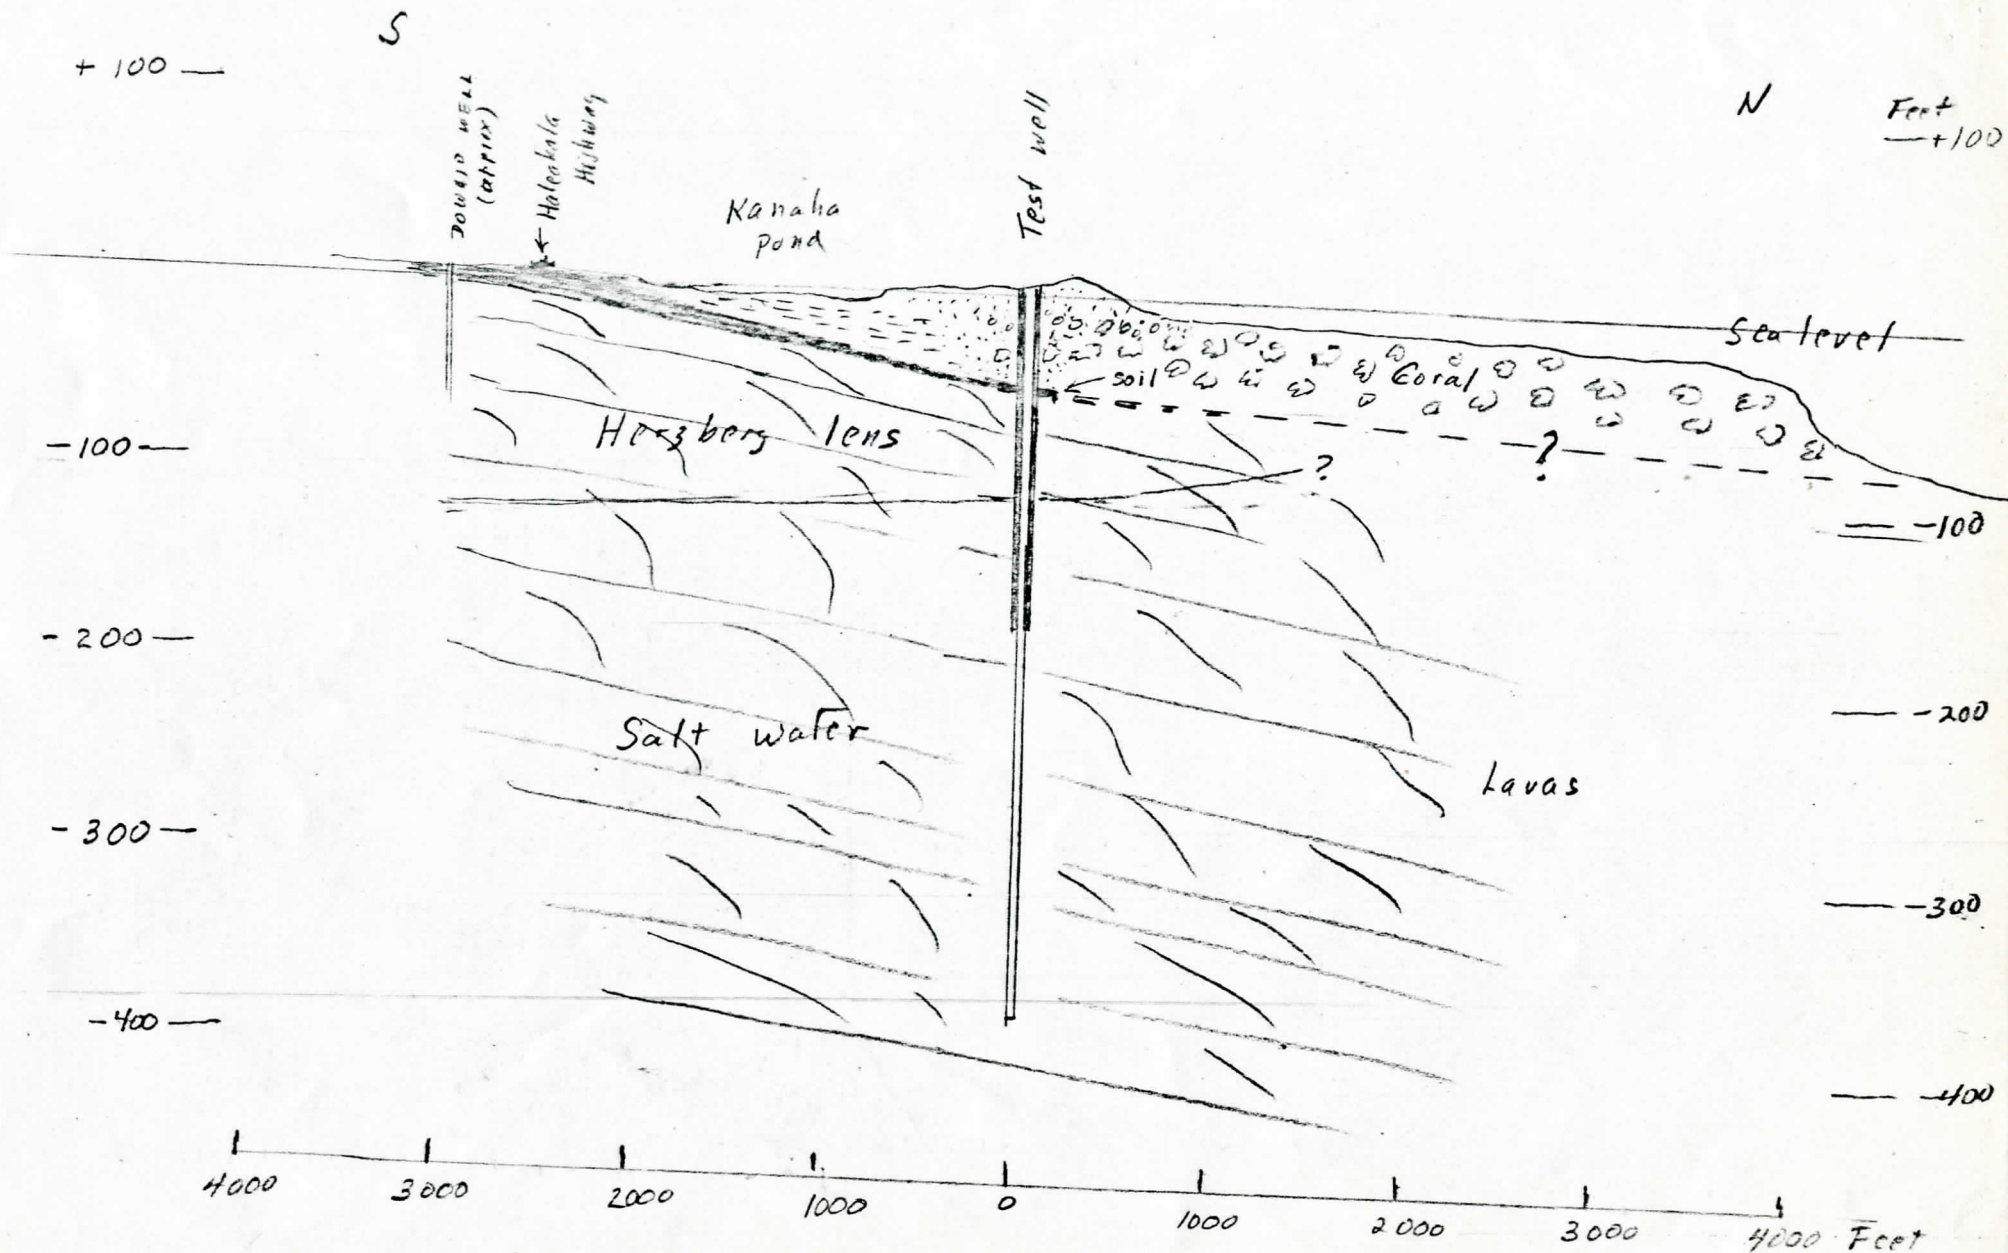 S
+ 100
N
Feet
+100
DOWALD WELL
(approx)
Haleakala
Highway
Kanaha
pond
Test well
Sea level
soil
Coral
-100
Herzberg lens
?
?
-100
-200
-200
Salt water
Lavas
-300
-300
-400
-400
4000 3000 2000 1000 0 1000 2000 3000 4000 Feet